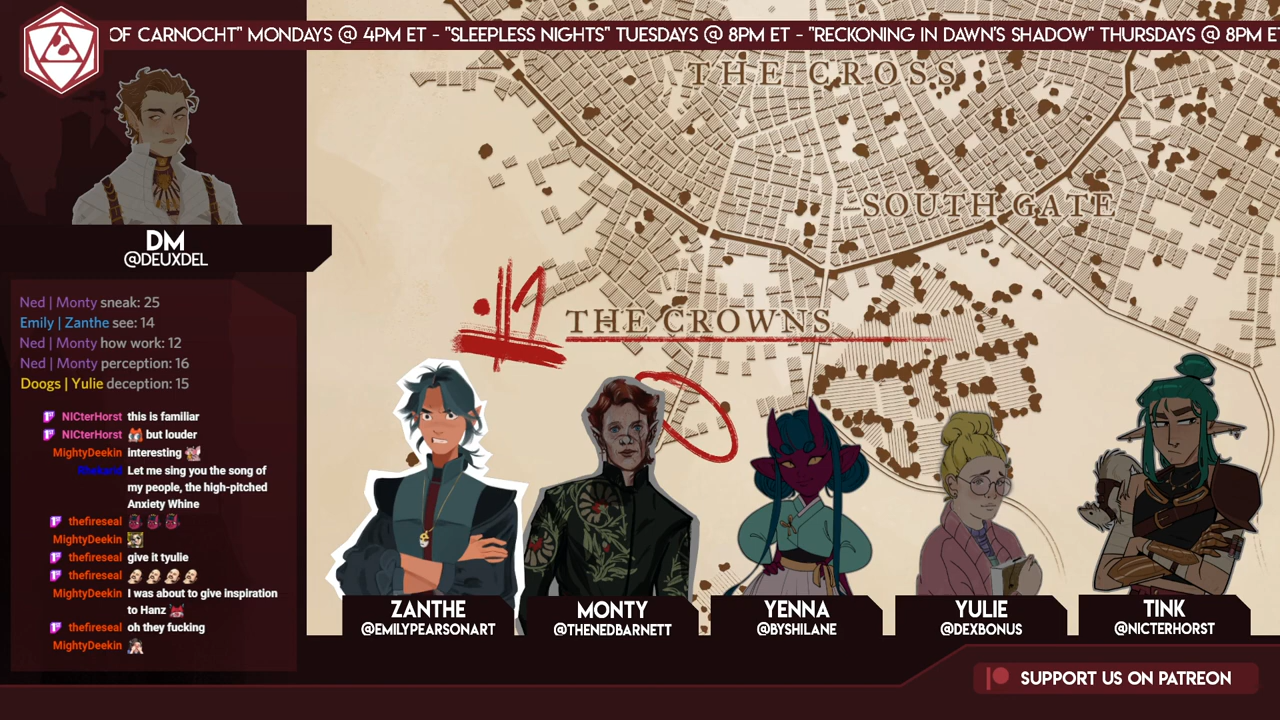 OF CARNOCHT" MONDAYS @ 4PM ET - "SLEEPLESS NIGHTS" TUESDAYS @ 8PM ET - "RECKONING IN DAWN'S SHADOW" THURSDAYS @ 8PM ET
THE CROSS
SOUTH GATE
THE CROWNS
DM
@DEUXDEL
Ned | Monty sneak: 25
Emily | Zanthe see: 14
Ned | Monty how work: 12
Ned | Monty perception: 16
Doogs | Yulie deception: 15
NICterHorst this is familiar
NICterHorst but louder
MightyDeekin interesting
Let me sing you the song of
my people, the high-pitched
Anxiety Whine
thefireseal
MightyDeekin
thefireseal give it tyulie
thefireseal
MightyDeekin I was about to give inspiration
to Hanz
thefireseal oh they fucking
MightyDeekin
ZANTHE
@EMILYPEARSONART
MONTY
@THENEDBARNETT
YENNA
@BYSHILANE
YULIE
@DEXBONUS
TINK
@NICTERHORST
SUPPORT US ON PATREON